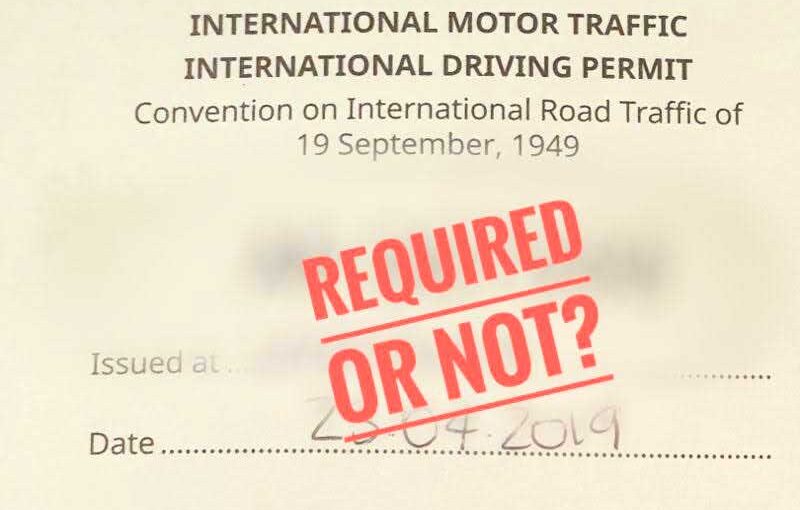 INTERNATIONAL MOTOR TRAFFIC
INTERNATIONAL DRIVING PERMIT
Convention on International Road Traffic of
19 September, 1949
REQUIRED
OR NOT?
Issued at
Date 23.04.2019